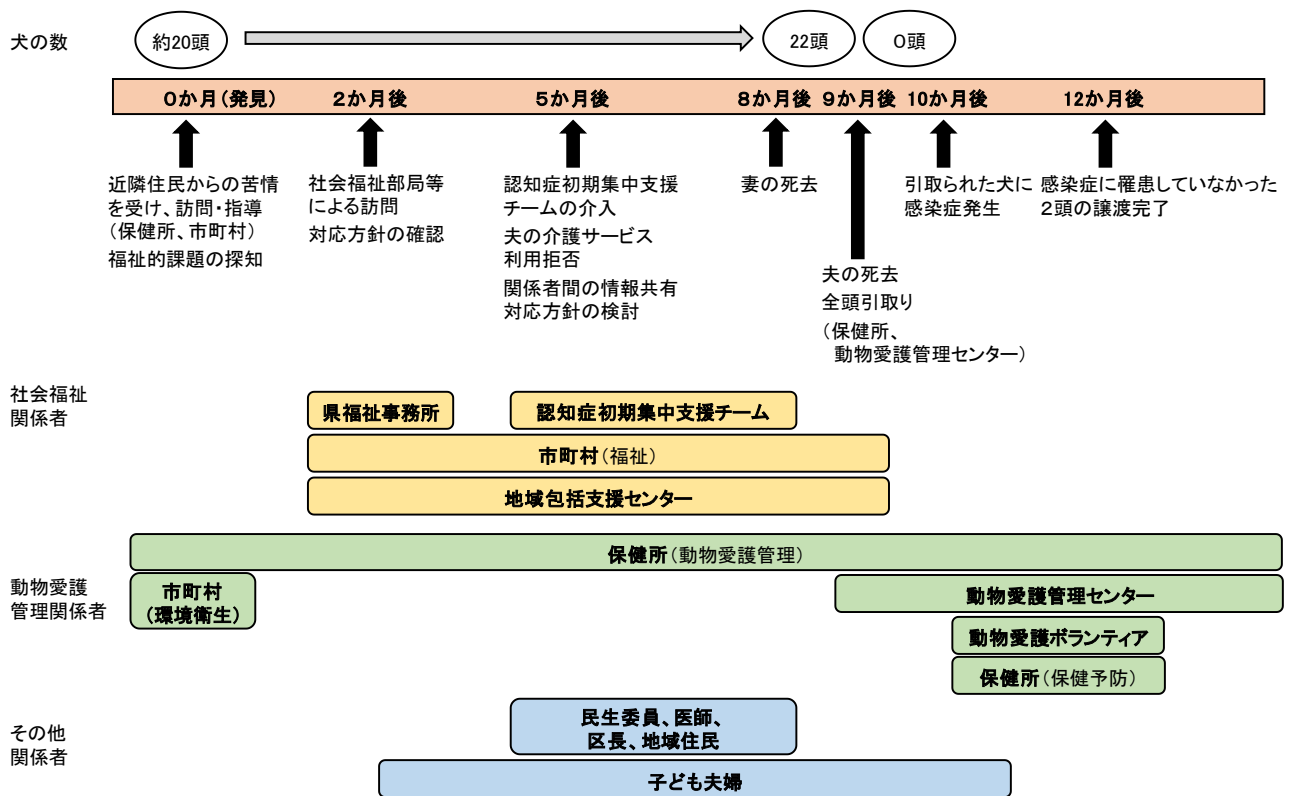 犬の数
約20頭
22頭
0頭
0か月(発見)
2か月後
5か月後
8か月後
9か月後
10か月後
12か月後
近隣住民からの苦情
を受け、訪問・指導
(保健所、市町村)
福祉的課題の探知
社会福祉部局等
による訪問
対応方針の確認
認知症初期集中支援
チームの介入
夫の介護サービス
利用拒否
関係者間の情報共有
対応方針の検討
妻の死去
夫の死去
全頭引取り
(保健所、
動物愛護管理センター)
引取られた犬に
感染症発生
感染症に罹患していなかった
2頭の譲渡完了
社会福祉
関係者
県福祉事務所
認知症初期集中支援チーム
市町村(福祉)
地域包括支援センター
動物愛護
管理関係者
保健所(動物愛護管理)
市町村
(環境衛生)
動物愛護管理センター
動物愛護ボランティア
保健所(保健予防)
その他
関係者
民生委員、医師、
区長、地域住民
子ども夫婦